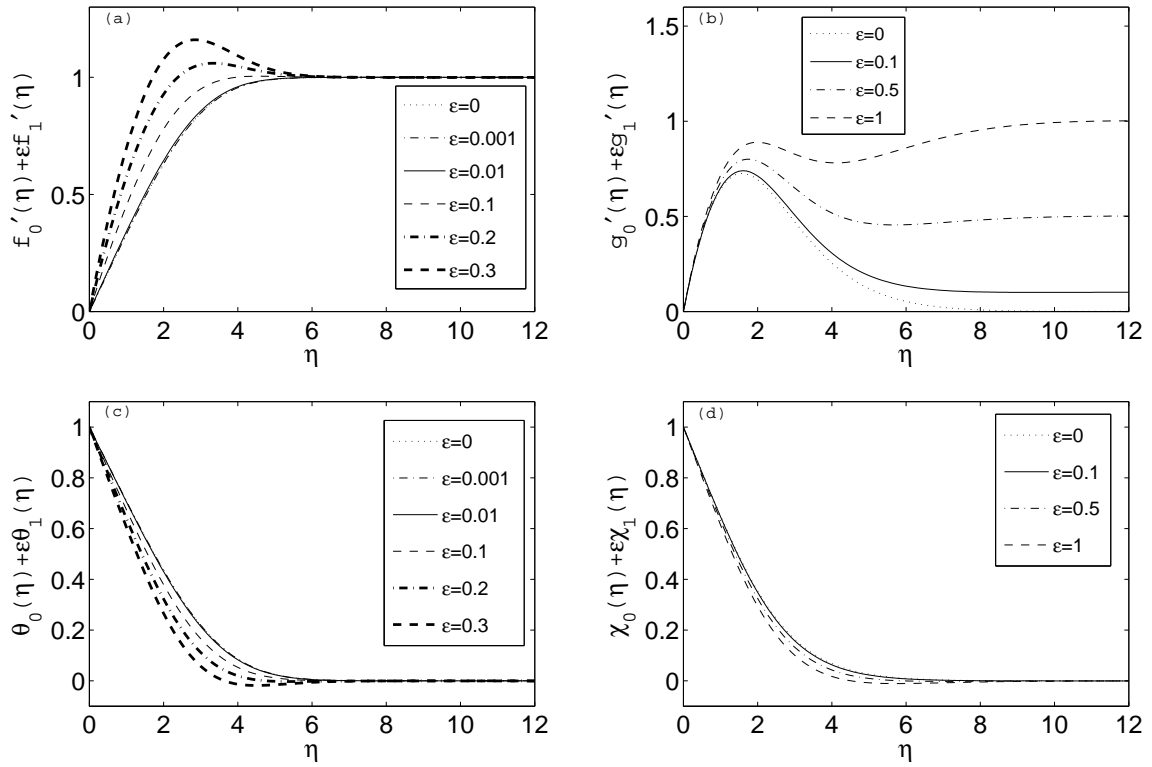 (a)
f₀′(η)+εf₁′(η)
1
0.5
0
ε=0
ε=0.001
ε=0.01
ε=0.1
ε=0.2
ε=0.3
0 2 4 6 8 10 12
η
(b)
g₀′(η)+εg₁′(η)
1.5
1
0.5
0
ε=0
ε=0.1
ε=0.5
ε=1
0 2 4 6 8 10 12
η
(c)
θ₀(η)+εθ₁(η)
1
0.8
0.6
0.4
0.2
0
ε=0
ε=0.001
ε=0.01
ε=0.1
ε=0.2
ε=0.3
0 2 4 6 8 10 12
η
(d)
χ₀(η)+εχ₁(η)
1
0.8
0.6
0.4
0.2
0
ε=0
ε=0.1
ε=0.5
ε=1
0 2 4 6 8 10 12
η